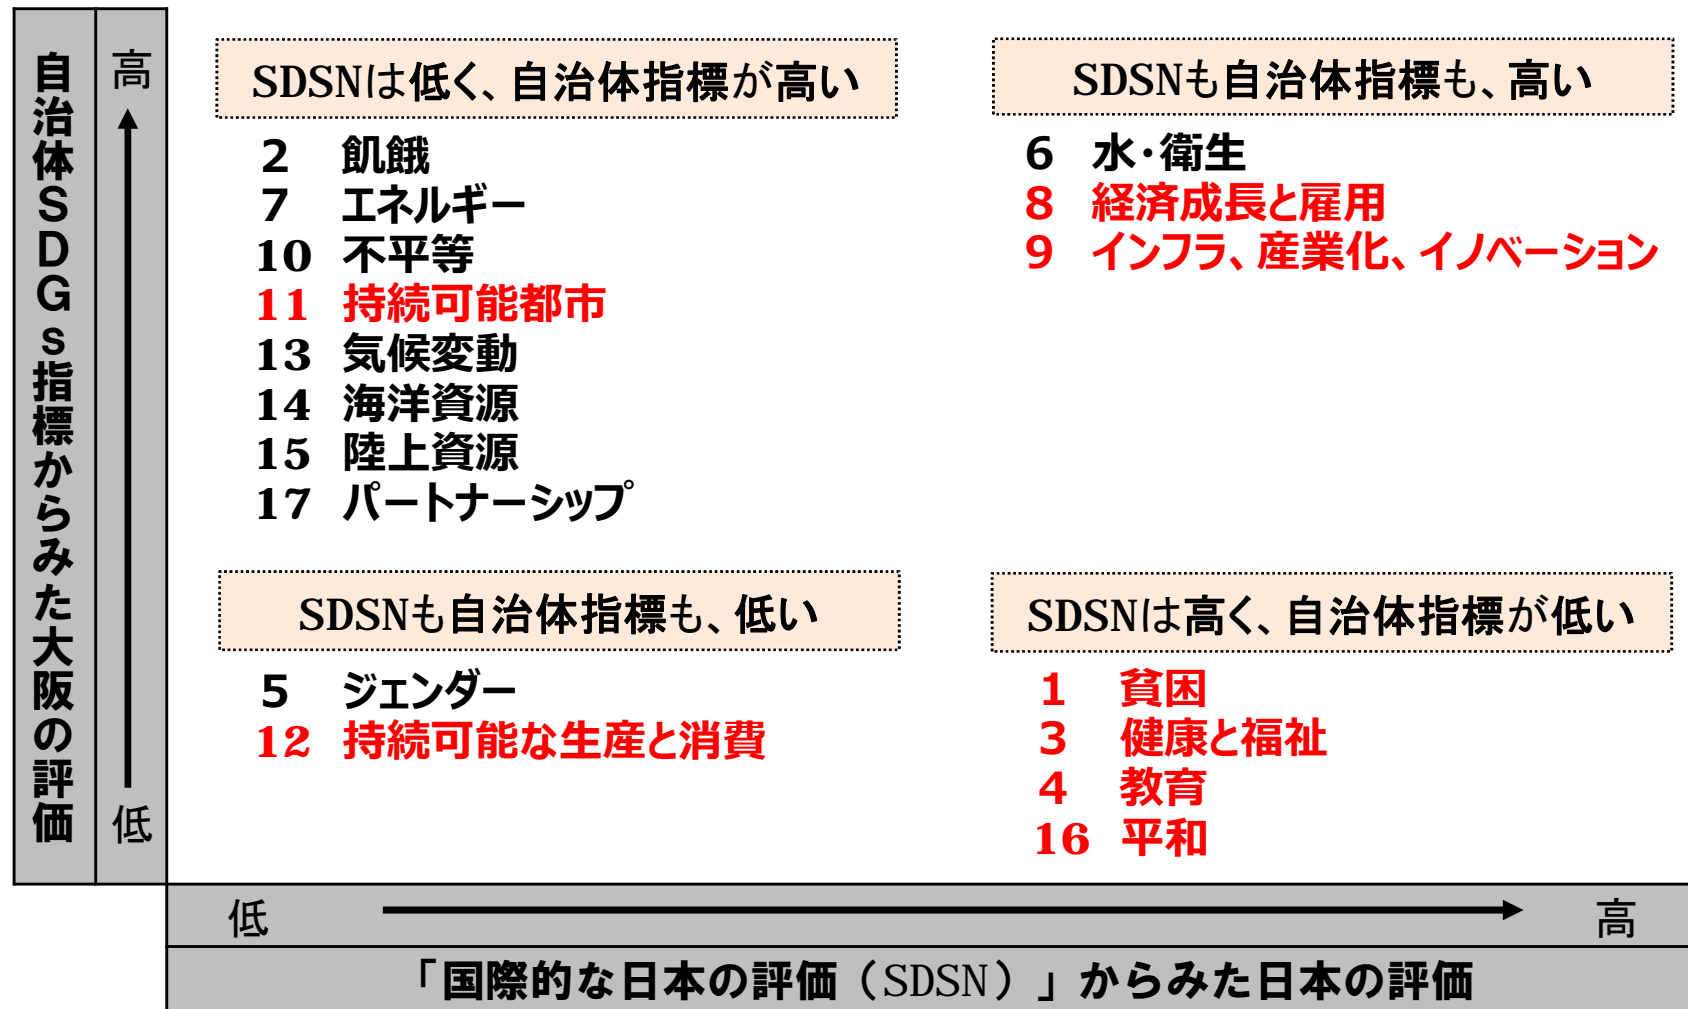 自治体SDGs指標からみた大阪の評価
高
低
SDSNは低く、自治体指標が高い
2 飢餓
7 エネルギー
10 不平等
11 持続可能都市
13 気候変動
14 海洋資源
15 陸上資源
17 パートナーシップ
SDSNも自治体指標も、高い
6 水・衛生
8 経済成長と雇用
9 インフラ、産業化、イノベーション
SDSNも自治体指標も、低い
5 ジェンダー
12 持続可能な生産と消費
SDSNは高く、自治体指標が低い
1 貧困
3 健康と福祉
4 教育
16 平和
低
高
「国際的な日本の評価（SDSN）」からみた日本の評価